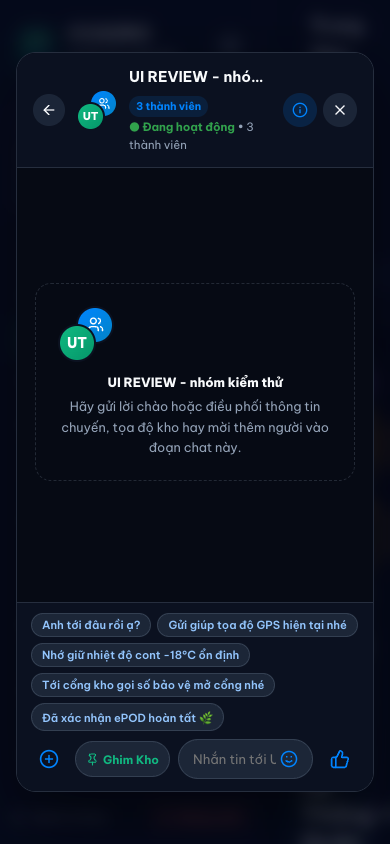 UI REVIEW - nhó...
3 thành viên
UT
Đang hoạt động • 3
thành viên
UT
UI REVIEW - nhóm kiểm thử
Hãy gửi lời chào hoặc điều phối thông tin
chuyến, tọa độ kho hay mời thêm người vào
đoạn chat này.
Anh tới đâu rồi ạ?
Gửi giúp tọa độ GPS hiện tại nhé
Nhớ giữ nhiệt độ cont -18°C ổn định
Tới cổng kho gọi số bảo vệ mở cổng nhé
Đã xác nhận ePOD hoàn tất 🌿
Ghim Kho
Nhắn tin tới